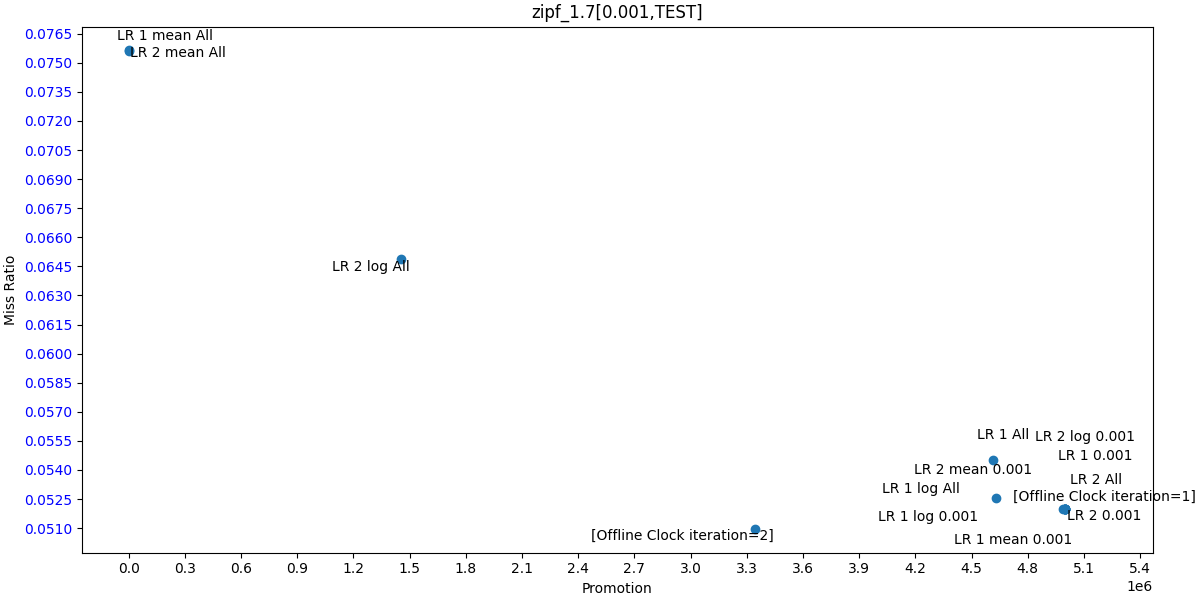 zipf_1.7[0.001,TEST]
0.0765
0.0750
0.0735
0.0720
0.0705
0.0690
0.0675
0.0660
0.0645
0.0630
0.0615
0.0600
0.0585
0.0570
0.0555
0.0540
0.0525
0.0510
Miss Ratio
LR 1 mean All
LR 2 mean All
LR 2 log All
LR 1 All
LR 2 log 0.001
LR 1 0.001
LR 2 mean 0.001
LR 2 All
LR 1 log All
[Offline Clock iteration=1]
LR 1 log 0.001
LR 2 0.001
[Offline Clock iteration=2]
LR 1 mean 0.001
0.0 0.3 0.6 0.9 1.2 1.5 1.8 2.1 2.4 2.7 3.0 3.3 3.6 3.9 4.2 4.5 4.8 5.1 5.4
1e6
Promotion